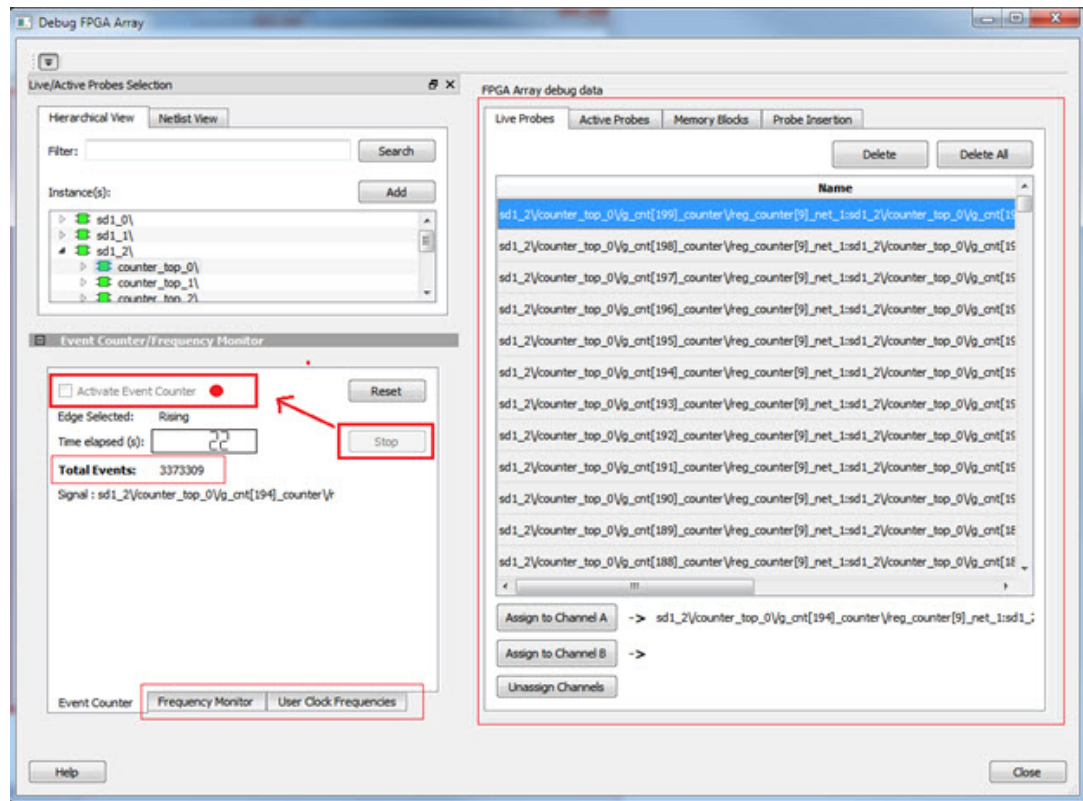 Debug FPGA Array
Live/Active Probes Selection
Hierarchical View Netlist View
Filter: Search
Instance(s): Add
sd1_0\
sd1_1\
sd1_2\
counter_top_0\
counter_top_1\
counter_top_2\
Event Counter/Frequency Monitor
Activate Event Counter Reset
Edge Selected: Rising
Time elapsed (s): 22 Stop
Total Events: 3373309
Signal : sd1_2\/counter_top_0\/g_cnt[194]_counter\/r
Event Counter Frequency Monitor User Clock Frequencies
Help
FPGA Array debug data
Live Probes Active Probes Memory Blocks Probe Insertion
Delete Delete All
Name
sd1_2\/counter_top_0\/g_cnt[199]_counter\/reg_counter[9]_net_1:sd1_2\/counter_top_0\/g_cnt[19
sd1_2\/counter_top_0\/g_cnt[198]_counter\/reg_counter[9]_net_1:sd1_2\/counter_top_0\/g_cnt[19
sd1_2\/counter_top_0\/g_cnt[197]_counter\/reg_counter[9]_net_1:sd1_2\/counter_top_0\/g_cnt[19
sd1_2\/counter_top_0\/g_cnt[196]_counter\/reg_counter[9]_net_1:sd1_2\/counter_top_0\/g_cnt[19
sd1_2\/counter_top_0\/g_cnt[195]_counter\/reg_counter[9]_net_1:sd1_2\/counter_top_0\/g_cnt[19
sd1_2\/counter_top_0\/g_cnt[194]_counter\/reg_counter[9]_net_1:sd1_2\/counter_top_0\/g_cnt[19
sd1_2\/counter_top_0\/g_cnt[193]_counter\/reg_counter[9]_net_1:sd1_2\/counter_top_0\/g_cnt[19
sd1_2\/counter_top_0\/g_cnt[192]_counter\/reg_counter[9]_net_1:sd1_2\/counter_top_0\/g_cnt[19
sd1_2\/counter_top_0\/g_cnt[191]_counter\/reg_counter[9]_net_1:sd1_2\/counter_top_0\/g_cnt[19
sd1_2\/counter_top_0\/g_cnt[190]_counter\/reg_counter[9]_net_1:sd1_2\/counter_top_0\/g_cnt[19
sd1_2\/counter_top_0\/g_cnt[189]_counter\/reg_counter[9]_net_1:sd1_2\/counter_top_0\/g_cnt[18
sd1_2\/counter_top_0\/g_cnt[188]_counter\/reg_counter[9]_net_1:sd1_2\/counter_top_0\/g_cnt[18
Assign to Channel A -> sd1_2\/counter_top_0\/g_cnt[194]_counter\/reg_counter[9]_net_1:sd1_2
Assign to Channel B ->
Unassign Channels
Close